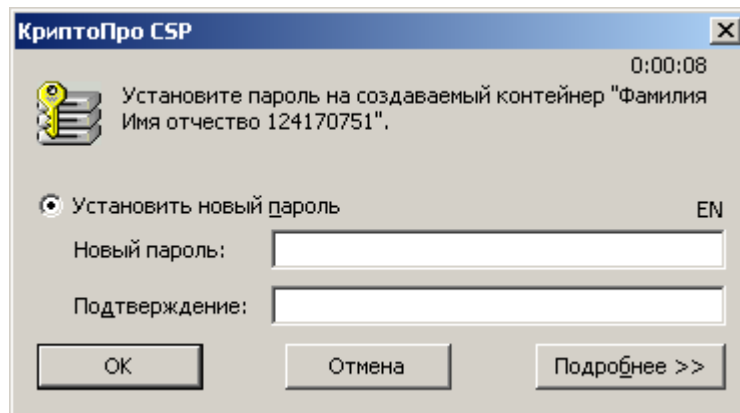 КриптоПро CSP
0:00:08
Установите пароль на создаваемый контейнер "Фамилия
Имя отчество 124170751".
Установить новый пароль
EN
Новый пароль:
Подтверждение:
OK
Отмена
Подробнее >>